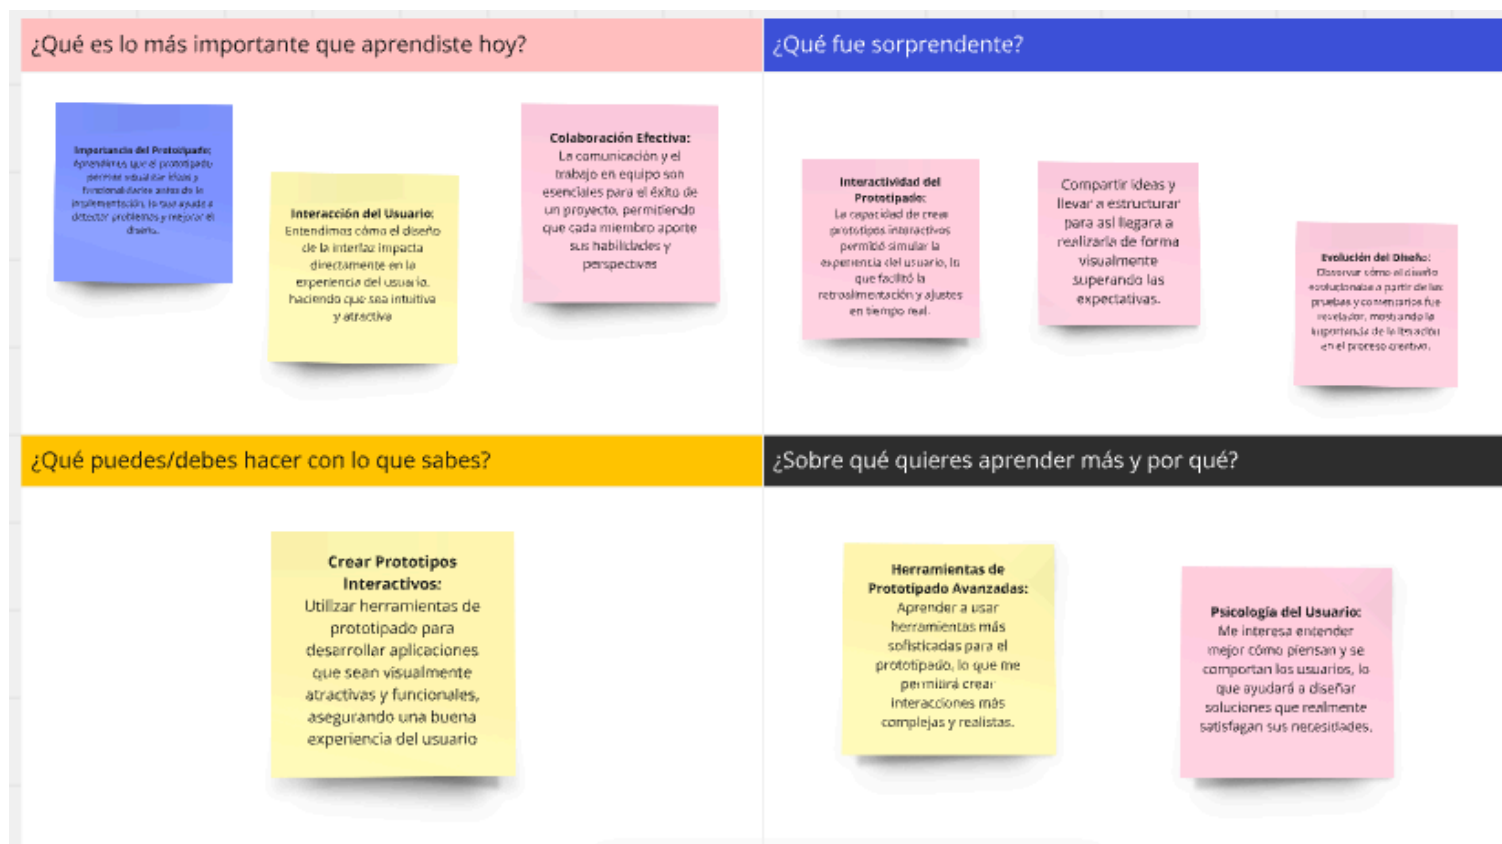 ¿Qué es lo más importante que aprendiste hoy?
Importancia del Prototipado:
Aprendimos que el prototipado
permite visualizar ideas y
funcionalidades antes de la
implementación, lo que ayuda a
detectar problemas y mejorar el
diseño.
Interacción del Usuario:
Entendimos cómo el diseño
de la interfaz impacta
directamente en la
experiencia del usuario,
haciendo que sea intuitiva
y atractiva
Colaboración Efectiva:
La comunicación y el
trabajo en equipo son
esenciales para el éxito de
un proyecto, permitiendo
que cada miembro aporte
sus habilidades y
perspectivas
¿Qué fue sorprendente?
Interactividad del
Prototipado:
La capacidad de crear
prototipos interactivos
permitió simular la
experiencia del usuario, lo
que facilitó la
retroalimentación y ajustes
en tiempo real.
Compartir ideas y
llevar a estructurar
para así llegara a
realizarla de forma
visualmente
superando las
expectativas.
Evolución del Diseño:
Observar cómo el diseño
evolucionaba a partir de las
pruebas y comentarios fue
revelador, mostrando la
importancia de la iteración
en el proceso creativo.
¿Qué puedes/debes hacer con lo que sabes?
Crear Prototipos
Interactivos:
Utilizar herramientas de
prototipado para
desarrollar aplicaciones
que sean visualmente
atractivas y funcionales,
asegurando una buena
experiencia del usuario
¿Sobre qué quieres aprender más y por qué?
Herramientas de
Prototipado Avanzadas:
Aprender a usar
herramientas más
sofisticadas para el
prototipado, lo que me
permitirá crear
interacciones más
complejas y realistas.
Psicología del Usuario:
Me interesa entender
mejor cómo piensan y se
comportan los usuarios, lo
que ayudará a diseñar
soluciones que realmente
satisfagan sus necesidades.